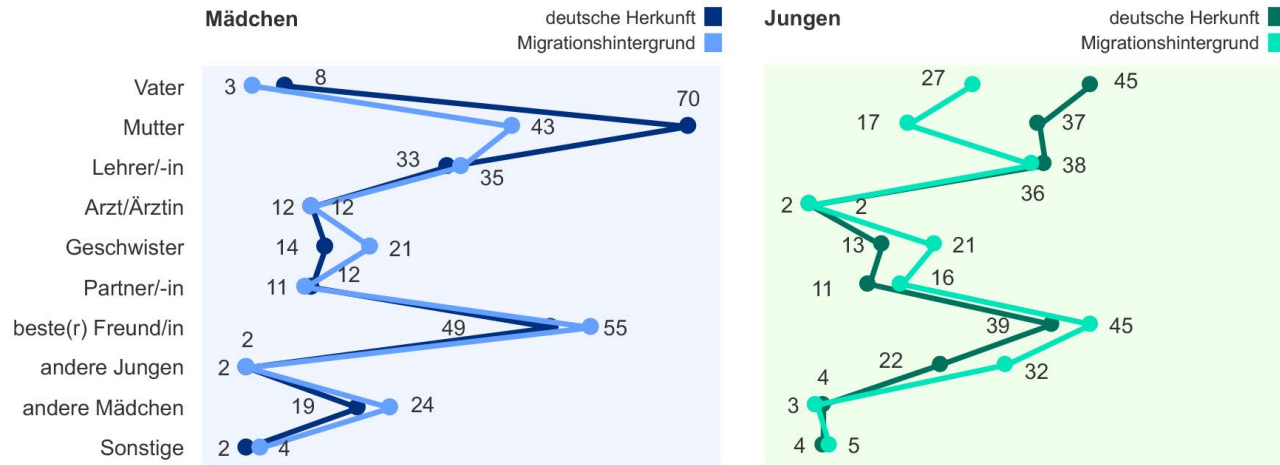 Mädchen
deutsche Herkunft
Migrationshintergrund
Jungen
deutsche Herkunft
Migrationshintergrund
Vater
3
8
27
45
Mutter
70
43
17
37
Lehrer/-in
33
35
36
38
Arzt/Ärztin
12
12
2
2
Geschwister
14
21
13
21
Partner/-in
11
12
11
16
beste(r) Freund/in
49
55
39
45
andere Jungen
2
2
22
32
andere Mädchen
19
24
3
4
Sonstige
2
4
4
5